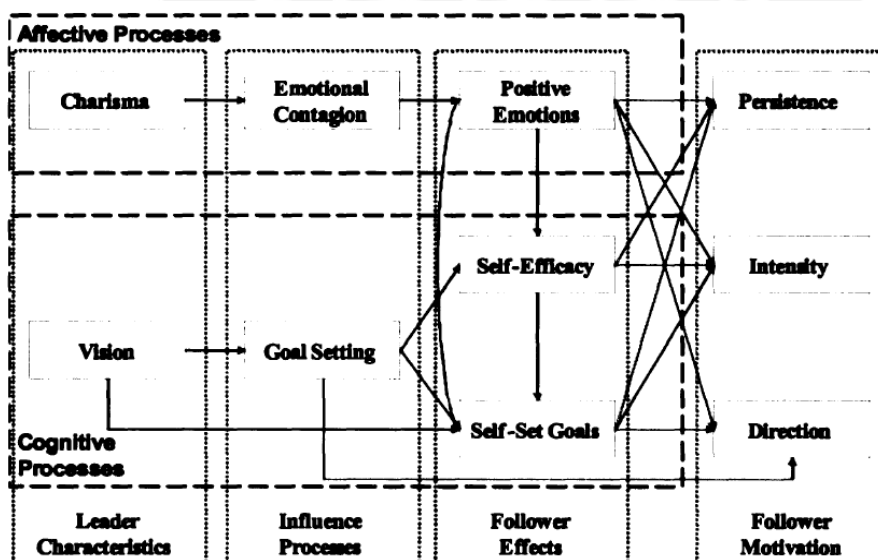 Affective Processes
Charisma
Emotional
Contagion
Positive
Emotions
Persistence
Self-Efficacy
Intensity
Vision
Goal Setting
Self-Set Goals
Direction
Cognitive
Processes
Leader
Characteristics
Influence
Processes
Follower
Effects
Follower
Motivation